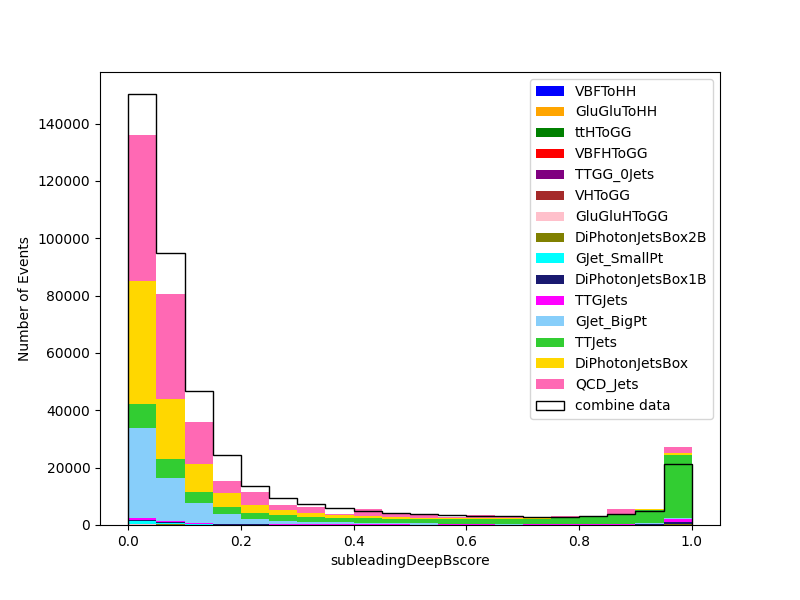 140000
120000
100000
80000
60000
40000
20000
0
Number of Events
0.0
0.2
0.4
0.6
0.8
1.0
subleadingDeepBscore
VBFToHH
GluGluToHH
ttHToGG
VBFHToGG
TTGG_0Jets
VHToGG
GluGluHToGG
DiPhotonJetsBox2B
GJet_SmallPt
DiPhotonJetsBox1B
TTGJets
GJet_BigPt
TTJets
DiPhotonJetsBox
QCD_Jets
combine data